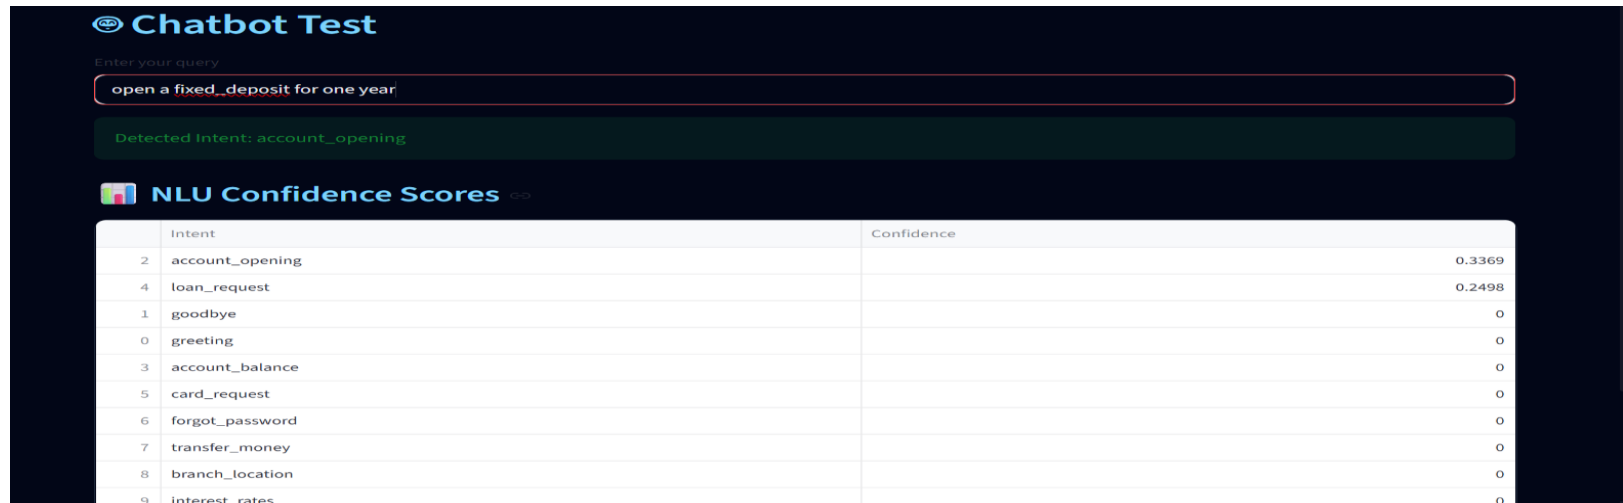 Chatbot Test
Enter your query
open a fixed_deposit for one year
Detected Intent: account_opening
NLU Confidence Scores
Intent Confidence
2 account_opening 0.3369
4 loan_request 0.2498
1 goodbye 0
0 greeting 0
3 account_balance 0
5 card_request 0
6 forgot_password 0
7 transfer_money 0
8 branch_location 0
9 interest_rates 0